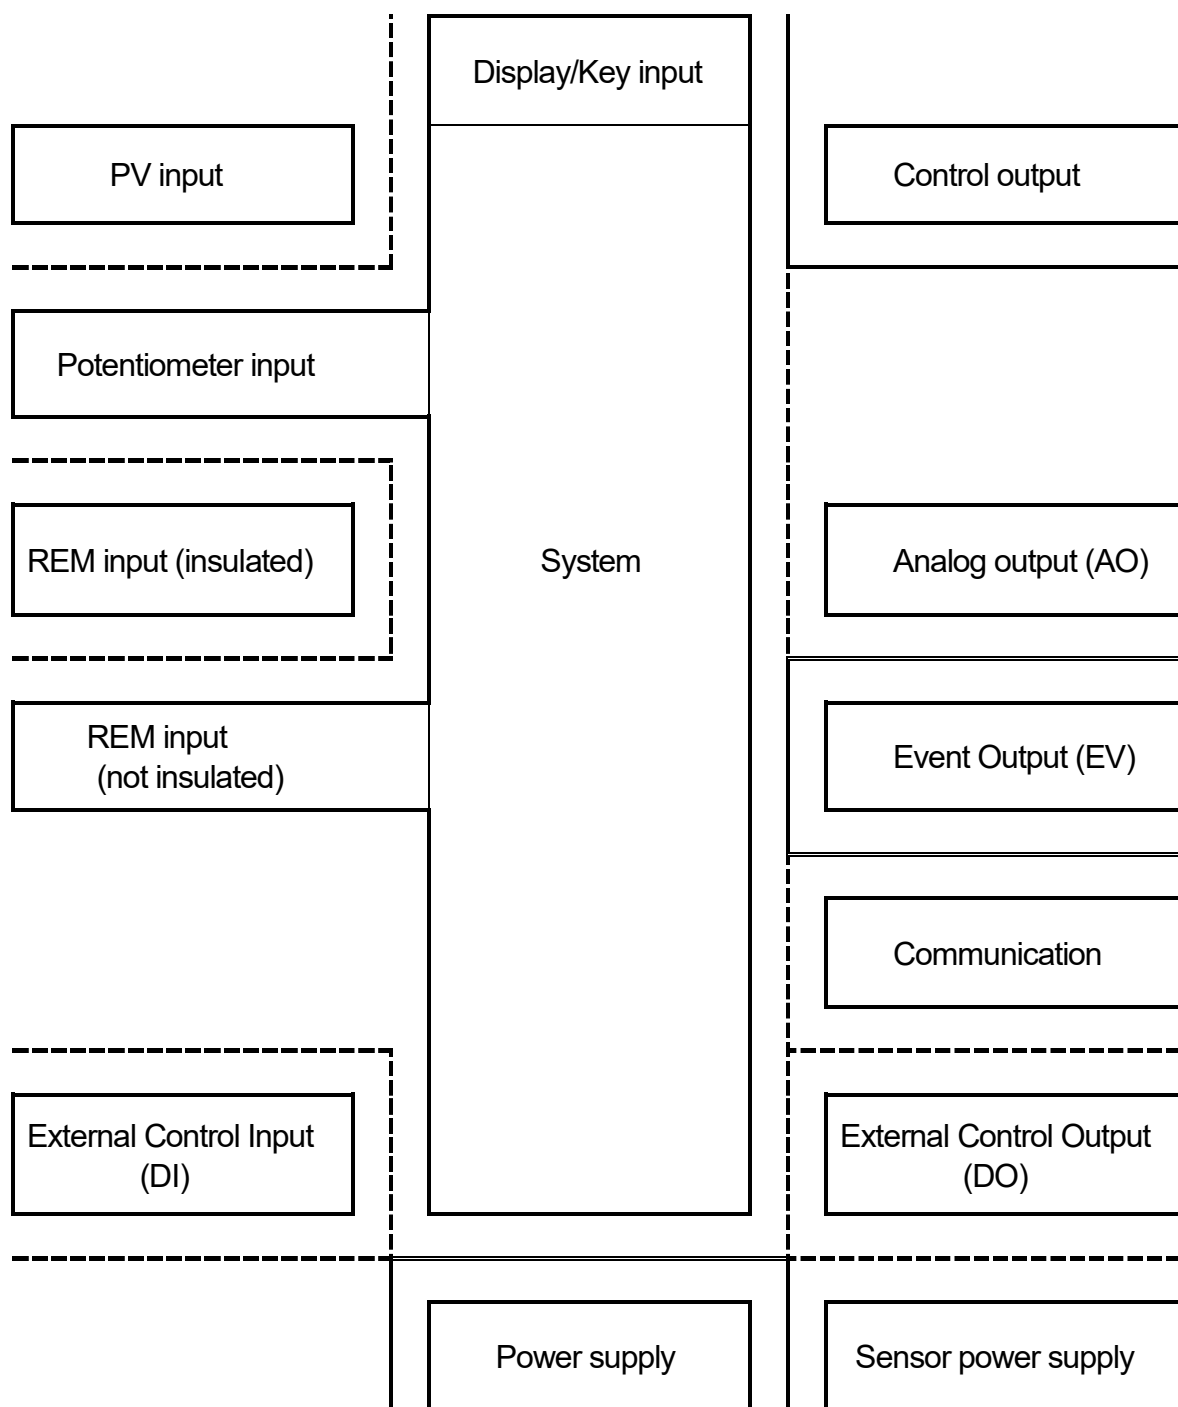 Display/Key input
PV input
Control output
Potentiometer input
REM input (insulated)
System
Analog output (AO)
REM input
(not insulated)
Event Output (EV)
Communication
External Control Input
(DI)
External Control Output
(DO)
Power supply
Sensor power supply